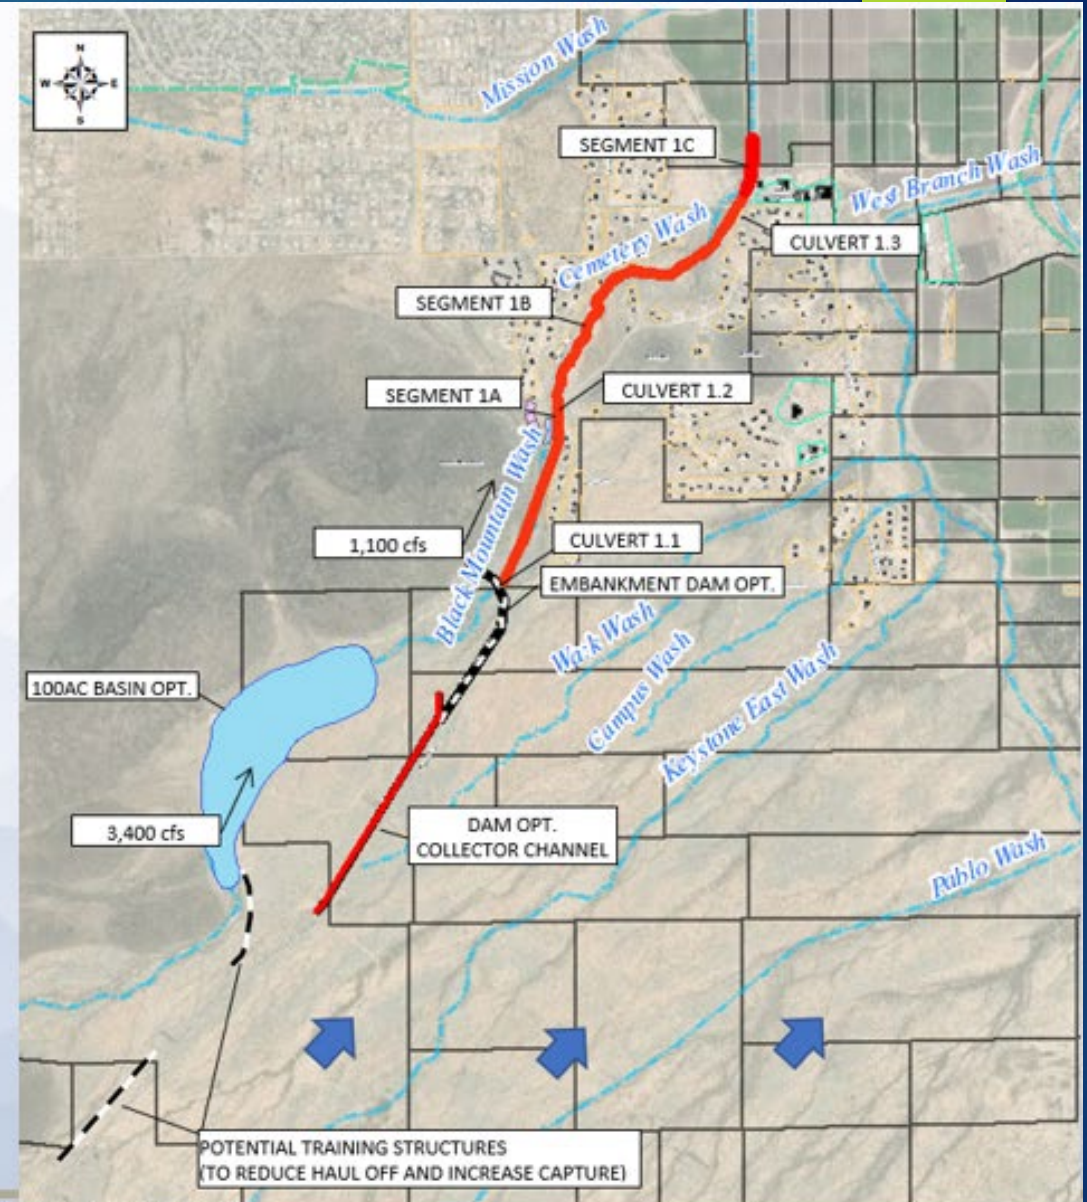 N
W E
S
Mission Wash
SEGMENT 1C
West Branch Wash
CULVERT 1.3
Cemetery Wash
SEGMENT 1B
SEGMENT 1A
CULVERT 1.2
Black Mountain Wash
1,100 cfs
CULVERT 1.1
EMBANKMENT DAM OPT.
Wa:k Wash
100AC BASIN OPT.
Campus Wash
Keystone East Wash
3,400 cfs
DAM OPT.
COLLECTOR CHANNEL
Pablo Wash
POTENTIAL TRAINING STRUCTURES
(TO REDUCE HAUL OFF AND INCREASE CAPTURE)